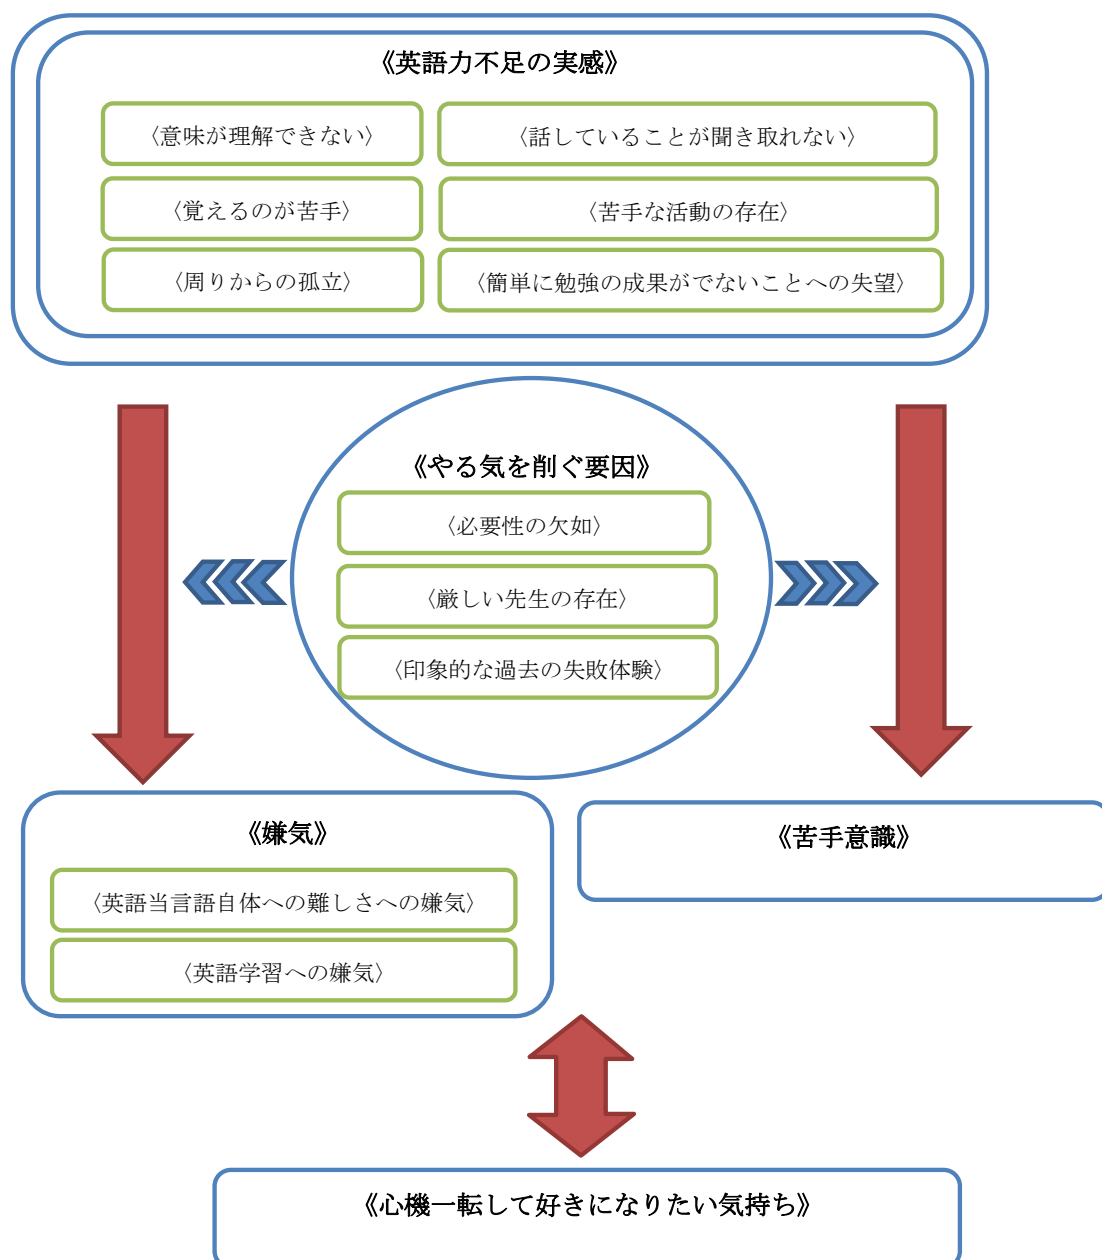 《英語力不足の実感》
〈意味が理解できない〉
〈話していることが聞き取れない〉
〈覚えるのが苦手〉
〈苦手な活動の存在〉
〈周りからの孤立〉
〈簡単に勉強の成果がでないことへの失望〉
《やる気を削ぐ要因》
〈必要性の欠如〉
〈厳しい先生の存在〉
〈印象的な過去の失敗体験〉
《嫌気》
〈英語当言語自体への難しさへの嫌気〉
〈英語学習への嫌気〉
《苦手意識》
《心機一転して好きになりたい気持ち》